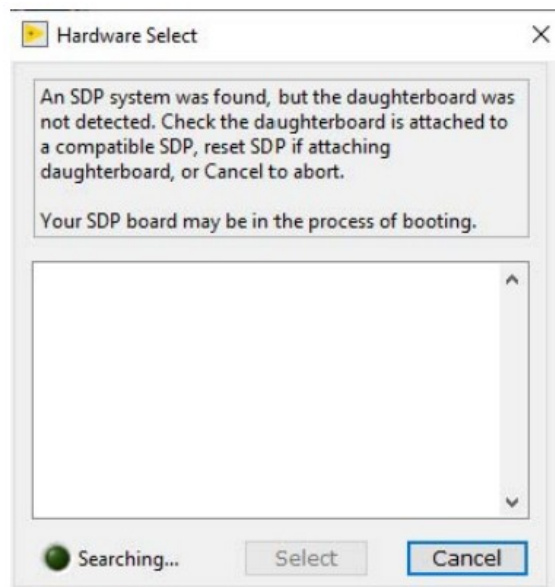 Hardware Select
An SDP system was found, but the daughterboard was
not detected. Check the daughterboard is attached to
a compatible SDP, reset SDP if attaching
daughterboard, or Cancel to abort.
Your SDP board may be in the process of booting.
Searching...
Select
Cancel